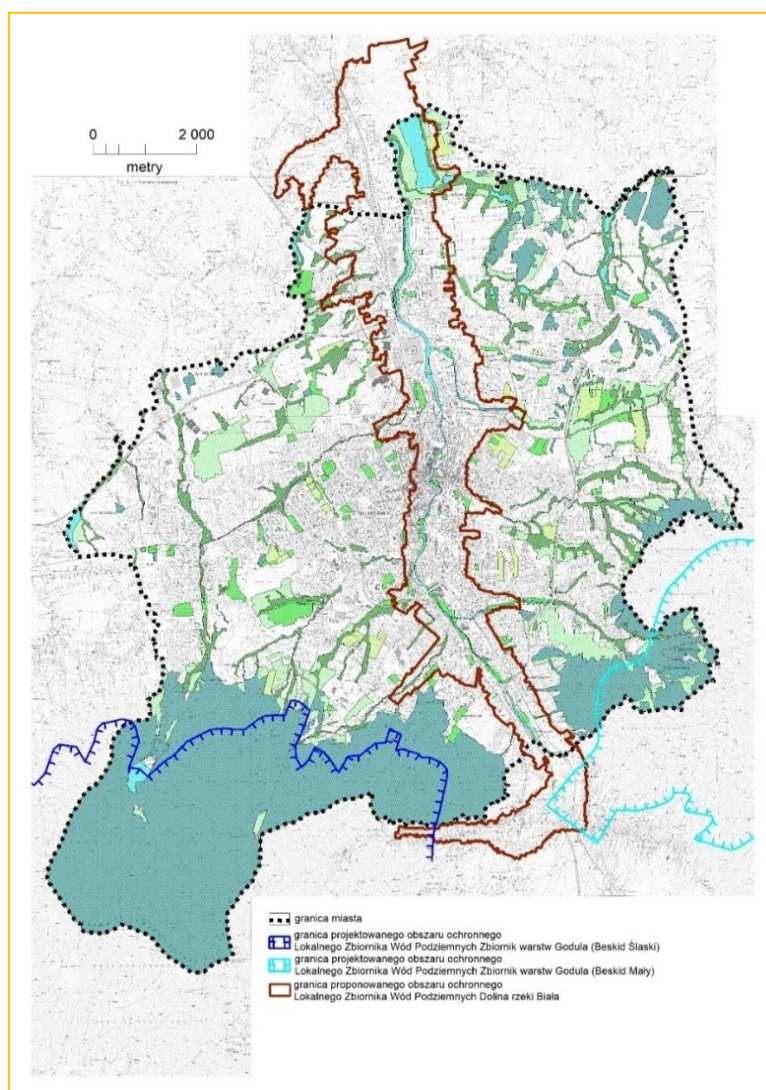 0 2 000
metry
granica miasta
granica projektowanego obszaru ochronnego
Lokalnego Zbiornika Wód Podziemnych Zbiornik warstw Godula (Beskid Ślaski)
granica projektowanego obszaru ochronnego
Lokalnego Zbiornika Wód Podziemnych Zbiornik warstw Godula (Beskid Mały)
granica proponowanego obszaru ochronnego
Lokalnego Zbiornika Wód Podziemnych Dolina rzeki Biała